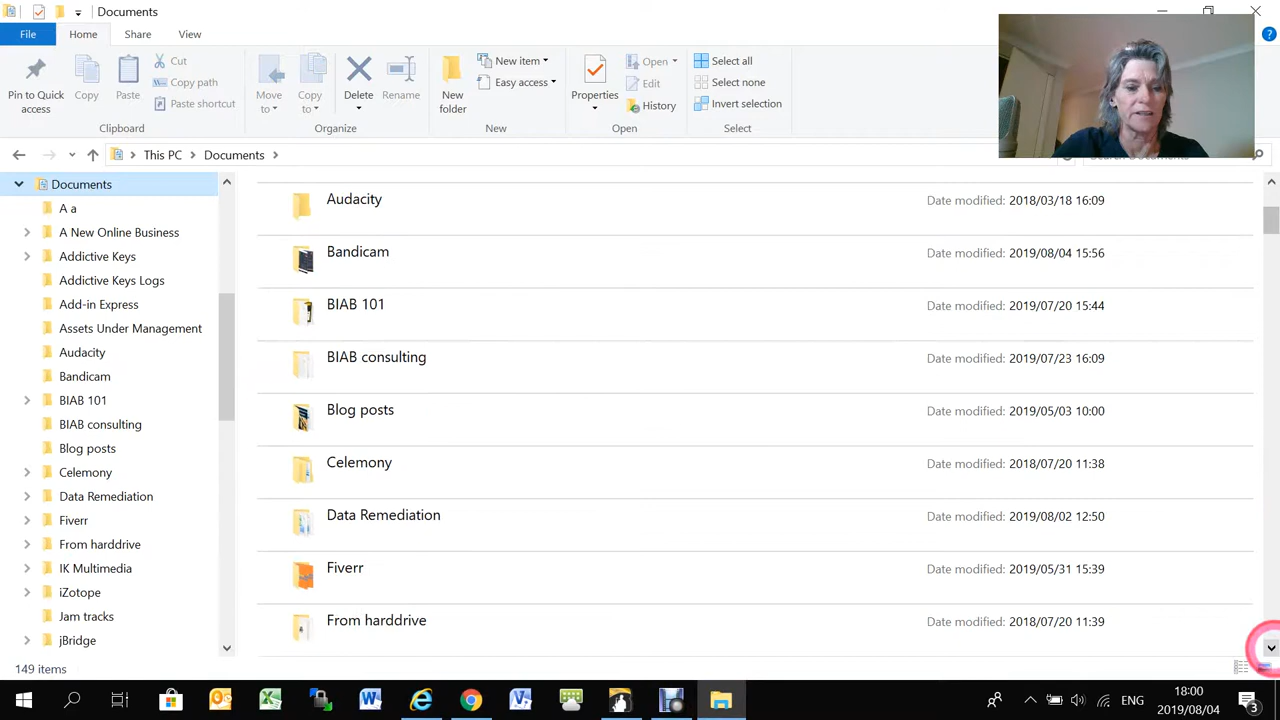 Documents
File Home Share View
Pin to Quick access
Copy
Paste
Cut
Copy path
Paste shortcut
Clipboard
Move to
Copy to
Delete
Rename
Organize
New folder
New item
Easy access
New
Properties
Open
Edit
History
Open
Select all
Select none
Invert selection
Select
This PC Documents
Documents
A a
A New Online Business
Addictive Keys
Addictive Keys Logs
Add-in Express
Assets Under Management
Audacity
Bandicam
BIAB 101
BIAB consulting
Blog posts
Celemony
Data Remediation
Fiverr
From harddrive
IK Multimedia
iZotope
Jam tracks
jBridge
Audacity Date modified: 2018/03/18 16:09
Bandicam Date modified: 2019/08/04 15:56
BIAB 101 Date modified: 2019/07/20 15:44
BIAB consulting Date modified: 2019/07/23 16:09
Blog posts Date modified: 2019/05/03 10:00
Celemony Date modified: 2018/07/20 11:38
Data Remediation Date modified: 2019/08/02 12:50
Fiverr Date modified: 2019/05/31 15:39
From harddrive Date modified: 2018/07/20 11:39
149 items
ENG
18:00
2019/08/04
3